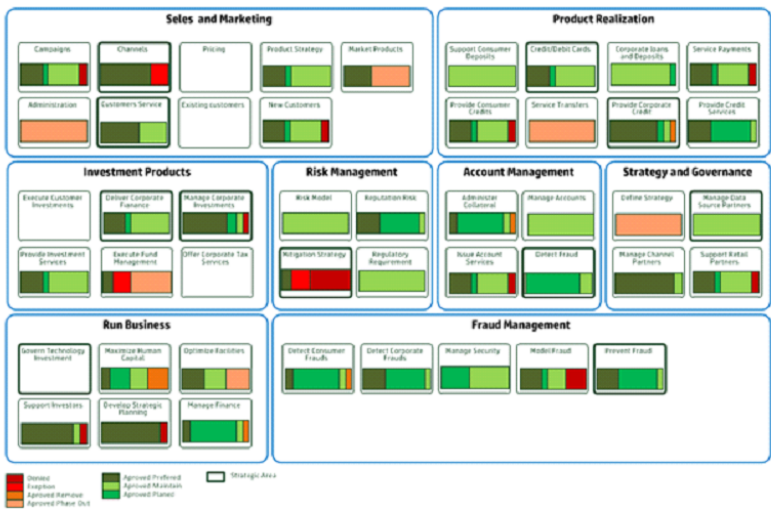 Seles and Marketing
Campaigns
Channels
Pricing
Product Strategy
Market Products
Administration
Customers Service
Existing customers
New Customers
Product Realization
Support Consumer
Deposits
Credit/Debit Cards
Corporate loans
and Deposits
Service Payments
Provide Consumer
Credits
Service Transfers
Provide Corporate
Credit
Provide Credit
Services
Investment Products
Execute Customer
Investments
Deliver Corporate
Fianance
Manage Corporate
Investments
Provide Investment
Services
Execute Fund
Management
Offer Corporate Tax
Services
Risk Management
Risk Model
Reputation Risk
Mitigation Strategy
Regulatory
Requirement
Account Management
Administer
Collateral
Manage Accounts
Issue Account
Services
Detect Fraud
Strategy and Governance
Define Strategy
Manage Data
Source Partners
Manage Channel
Partners
Support Retail
Partners
Run Business
Govern Technology
Investment
Maximize Human
Capital
Optimize Facilities
Support Investors
Develop Strategic
Planning
Manage Finance
Fraud Management
Detect Consumer
Frauds
Detect Corporate
Frauds
Manage Security
Model Fraud
Prevent Fraud
Denied
Exeption
Aproved Remove
Aproved Phase Out
Aproved Prefered
Aproved Maintain
Aproved Planed
Strategic Area